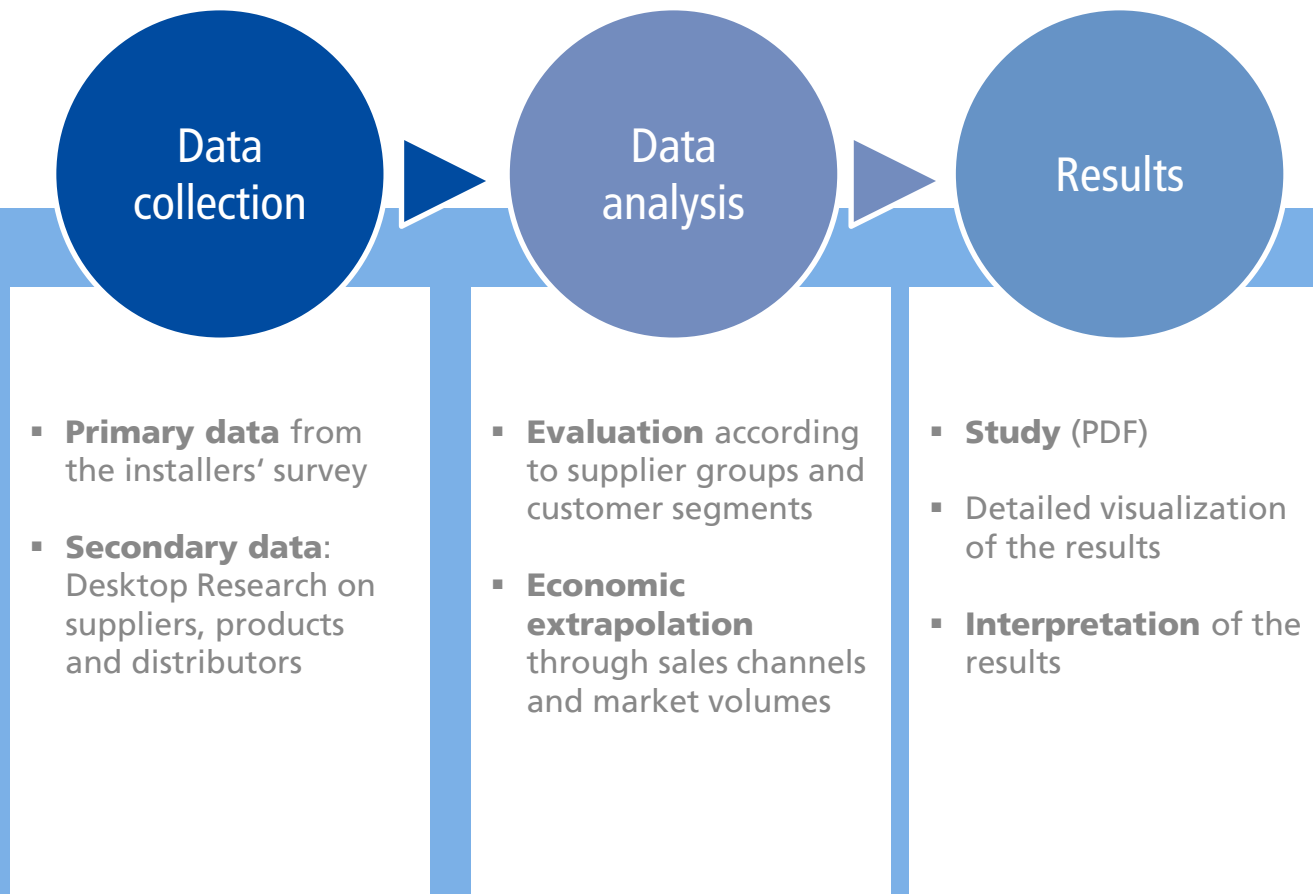 Data
collection
Data
analysis
Results
▪ Primary data from
the installers‘ survey
▪ Secondary data:
Desktop Research on
suppliers, products
and distributors
▪ Evaluation according
to supplier groups and
customer segments
▪ Economic
extrapolation
through sales channels
and market volumes
▪ Study (PDF)
▪ Detailed visualization
of the results
▪ Interpretation of the
results